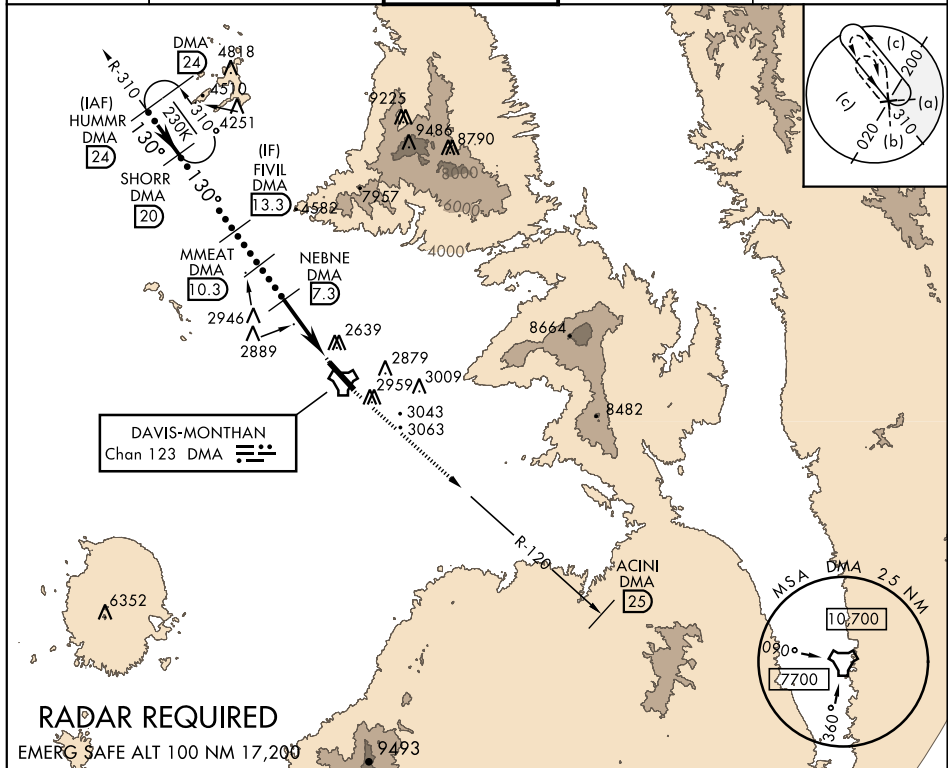 DMA
24
4818
4510
4251
R-310
(IAF)
HUMMR
DMA
24
130°
230K
310°
SHORR
DMA
20
130°
(IF)
FIVIL
DMA
13.3
4582
9225
9486
8790
8000
7957
6000
4000
MMEAT
DMA
10.3
NEBNE
DMA
7.3
2946
2889
2639
2879
2959
3009
3043
3063
8664
8482
DAVIS-MONTHAN
Chan 123 DMA
R-120
ACINI
DMA
25
6352
9493
(c)
200
(a)
(c)
310
(b)
020
MSA DMA 25 NM
10,700
090°
7700
360°
RADAR REQUIRED
EMERG SAFE ALT 100 NM 17,200